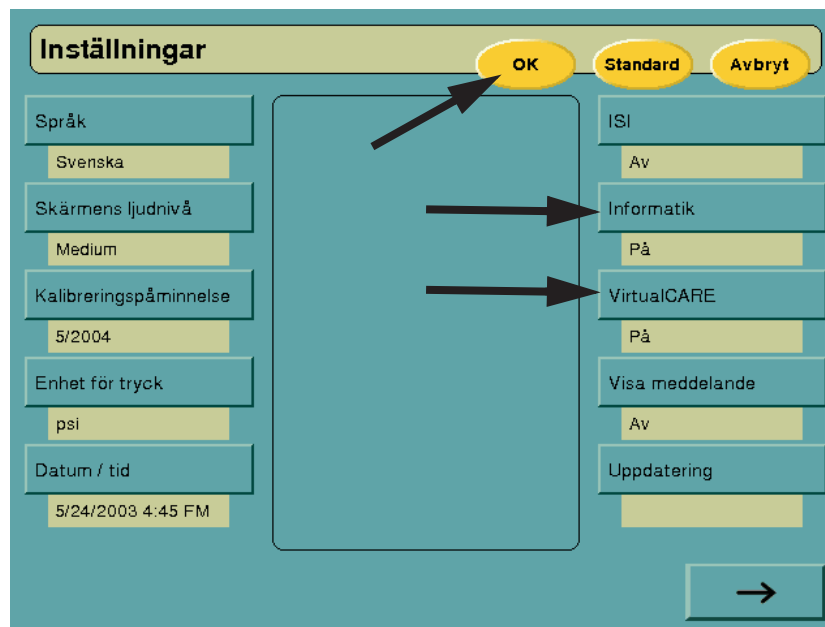 Inställningar
OK
Standard
Avbryt
Språk
Svenska
Skärmens ljudnivå
Medium
Kalibreringspåminnelse
5/2004
Enhet för tryck
psi
Datum / tid
5/24/2003 4:45 PM
ISI
Av
Informatik
På
VirtualCARE
På
Visa meddelande
Av
Uppdatering